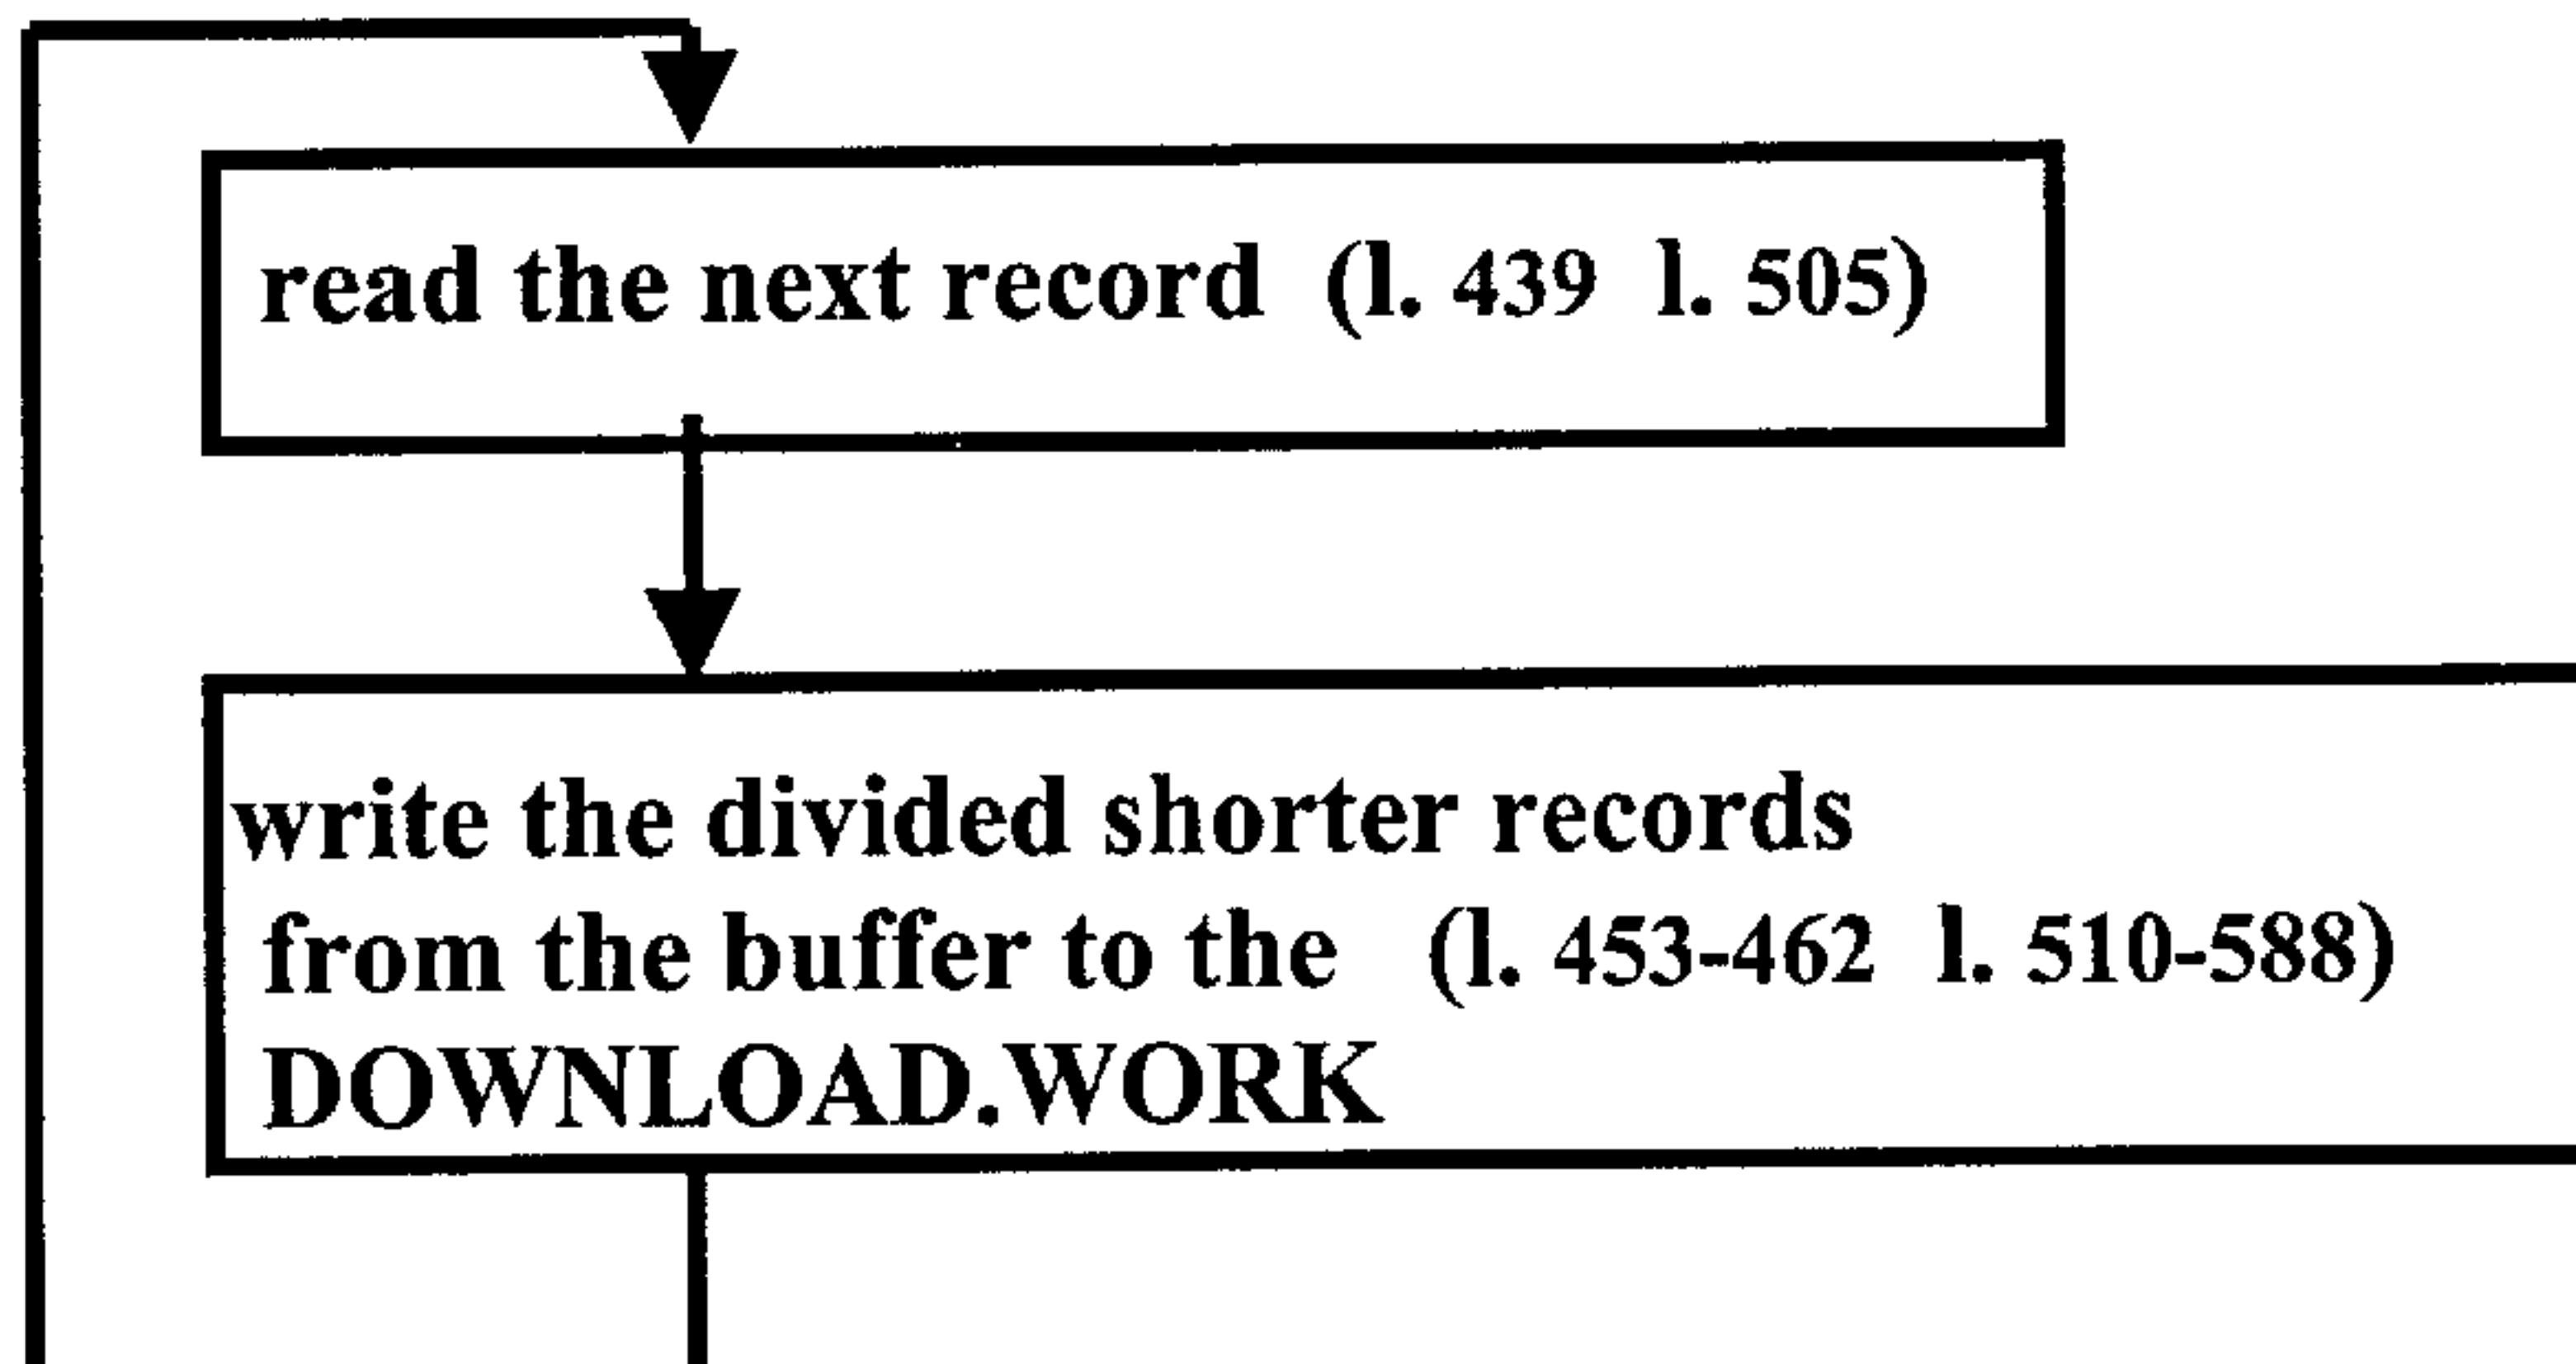 read the next record (l. 439 l. 505)
write the divided shorter records
from the buffer to the (l. 453-462 l. 510-588)
DOWNLOAD.WORK